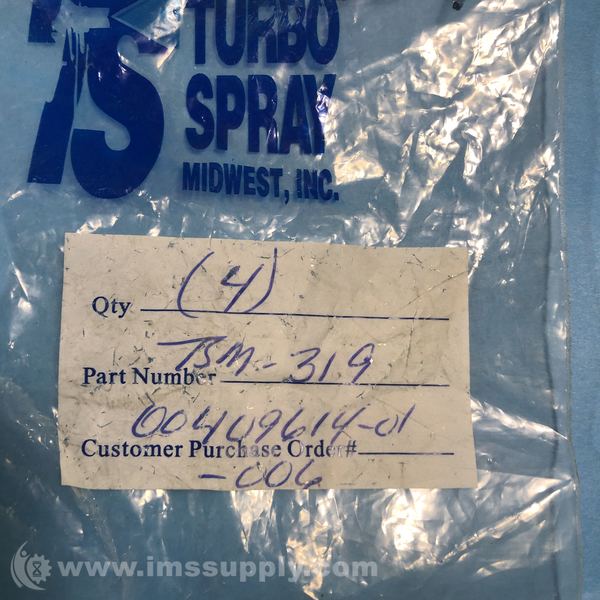 TS TURBO
SPRAY
MIDWEST, INC.
Qty (4)
Part Number TSM-319
00409614-01
Customer Purchase Order#
-006
www.imssupply.com